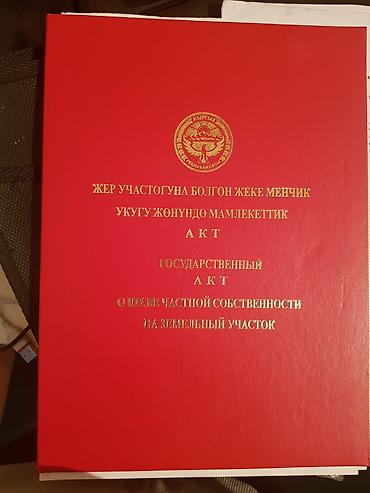 ЖЕР УЧАСТОГУНА БОЛГОН ЖЕКЕ МЕНЧИК
УКУГУ ЖӨНҮНДӨ МАМЛЕКЕТТИК
АКТ
ГОСУДАРСТВЕННЫЙ
АКТ
О ПРАВЕ ЧАСТНОЙ СОБСТВЕННОСТИ
НА ЗЕМЕЛЬНЫЙ УЧАСТОК